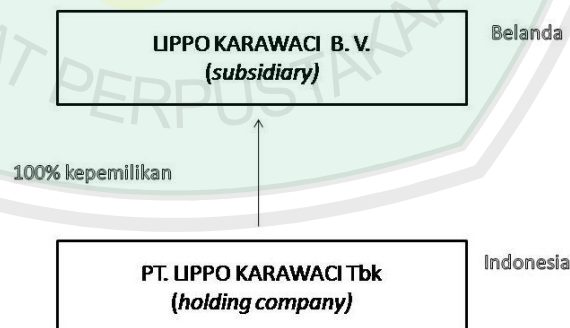 LIPPO KARAWACI B. V.
(subsidiary)
Belanda
100% kepemilikan
PT. LIPPO KARAWACI Tbk
(holding company)
Indonesia